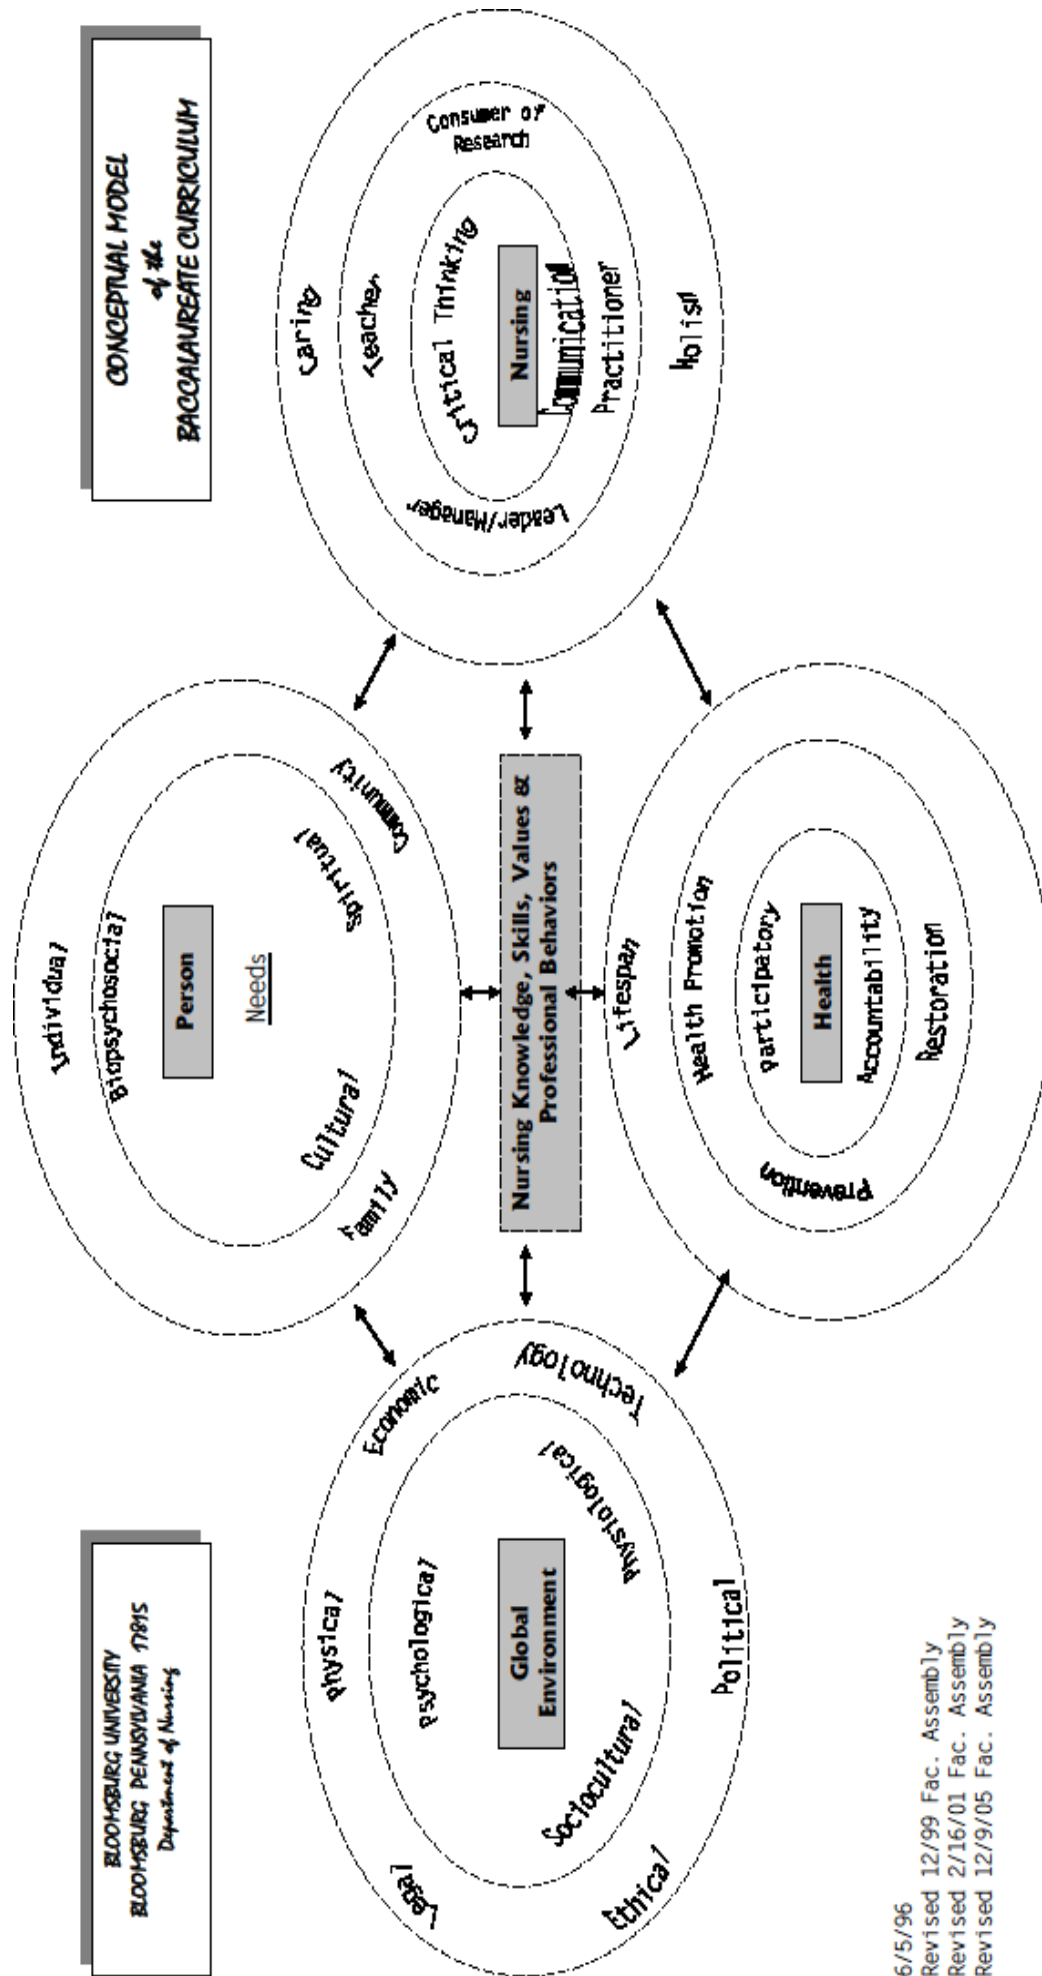 BLOOMSBURG UNIVERSITY
BLOOMSBURG, PENNSYLVANIA 17815
Department of Nursing
CONCEPTUAL MODEL
of the
BACCALAUREATE CURRICULUM
Individual
Biopsychosocial
Person
Needs
Cultural
Spiritual
Family
Community
Legal
Physical
Economic
Psychological
Technology
Global
Environment
Physiological
Sociocultural
Ethical
Political
Nursing Knowledge, Skills, Values &
Professional Behaviors
Caring
Teacher
Critical Thinking
Leader/Manager
Nursing
Consumer of
Research
Communication
Practitioner
Holism
Lifespan
Health Promotion
Participatory
Prevention
Health
Accountability
Restoration
6/5/96
Revised 12/99 Fac. Assembly
Revised 2/16/01 Fac. Assembly
Revised 12/9/05 Fac. Assembly